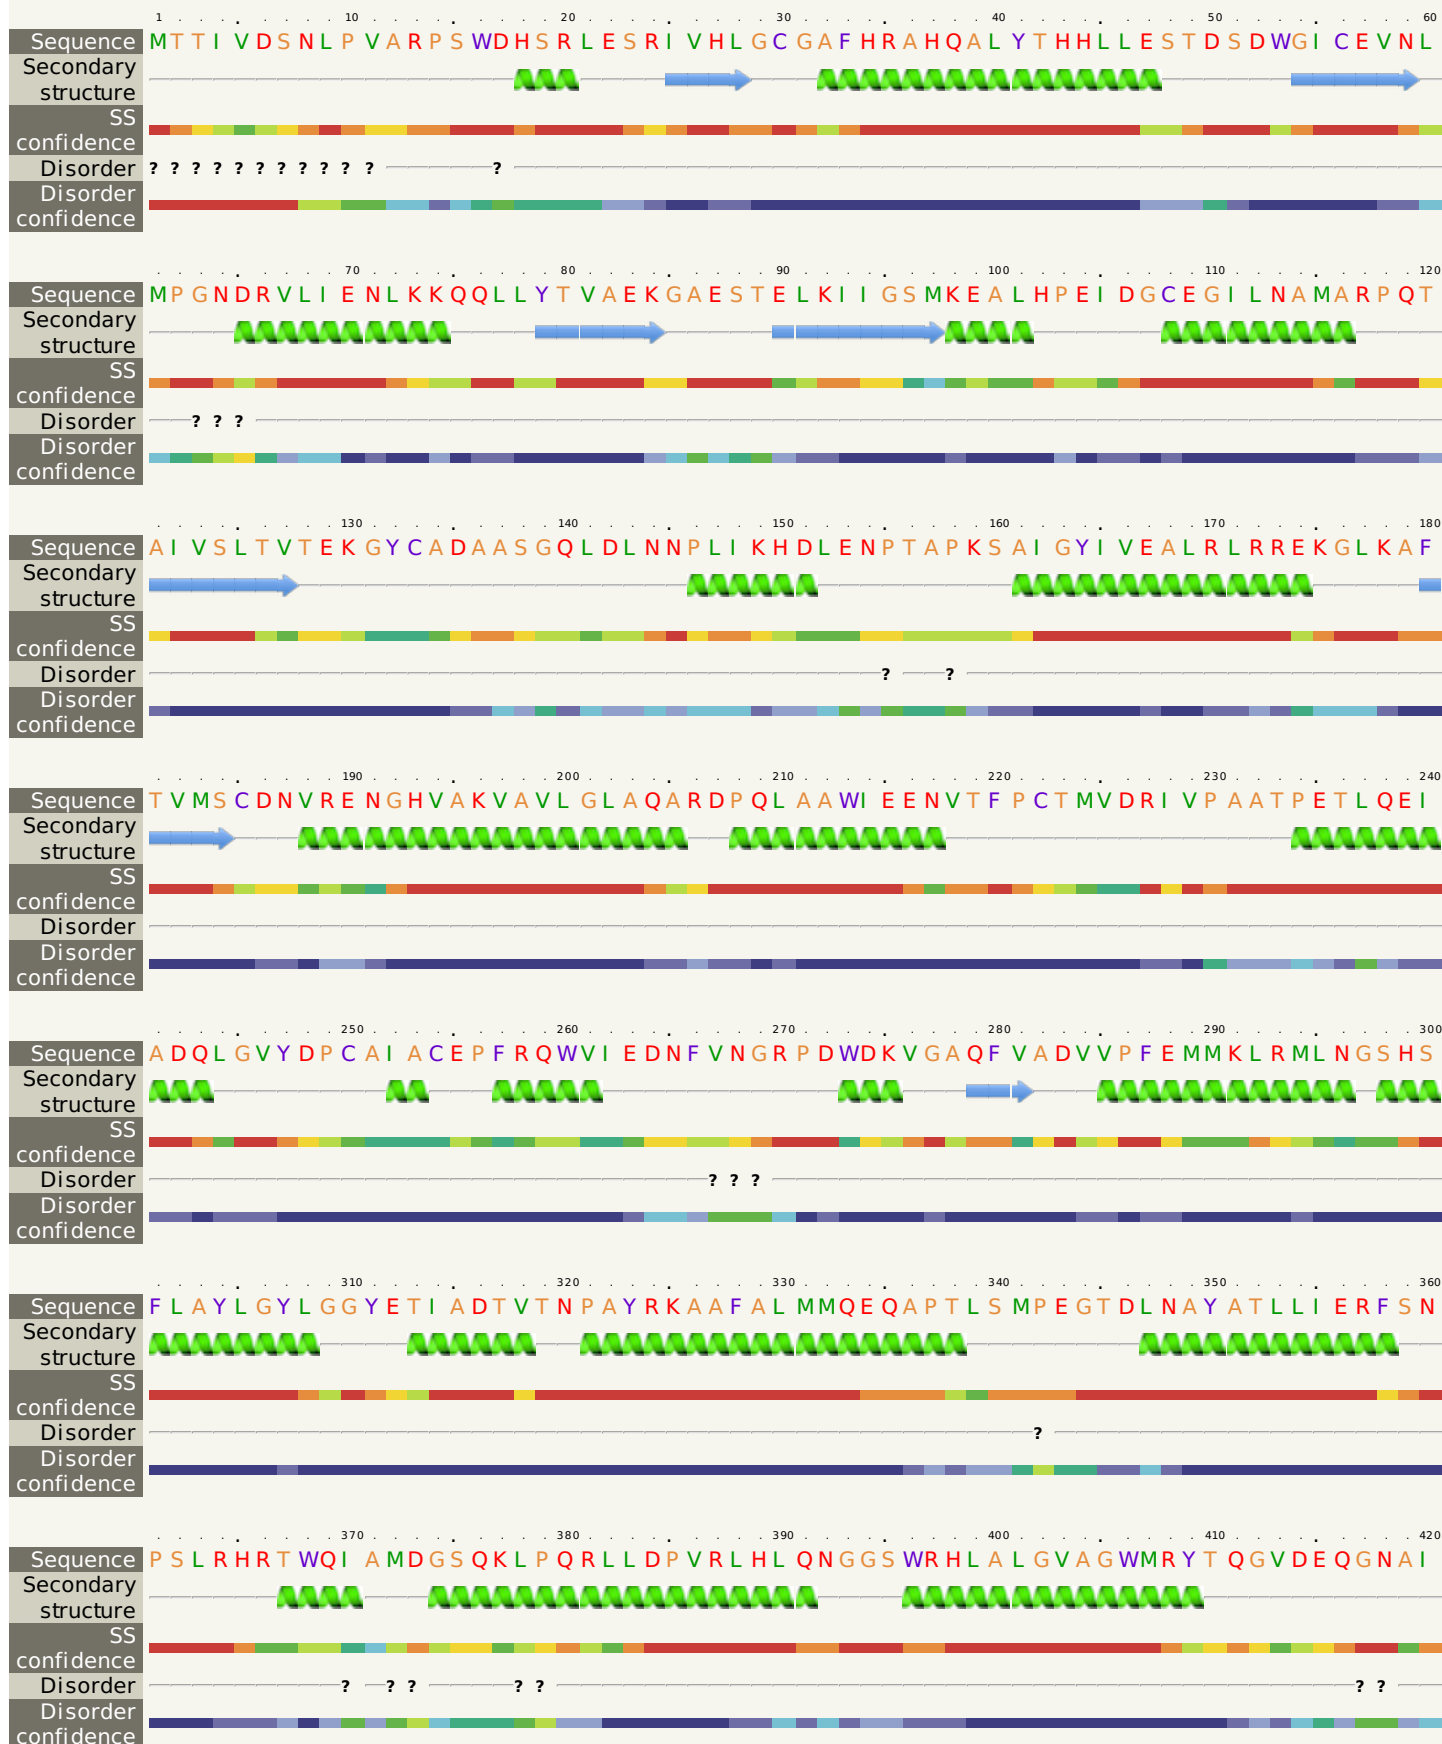 1 . . . . . . . . 10 . . . . . . . . . 20 . . . . . . . . . 30 . . . . . . . . . 40 . . . . . . . . . 50 . . . . . . . . . 60
Sequence MTTIVDSNLPVARPSWDHSRLESRIVHLGCGAFHRAHQALYTHHLLESTDSDWGICEVNL
Secondary
structure
SS
confidence
Disorder ? ? ? ? ? ? ? ? ? ? ? ?
Disorder
confidence
. . . . . . . . . 70 . . . . . . . . . 80 . . . . . . . . . 90 . . . . . . . . . 100 . . . . . . . . . 110 . . . . . . . . . 120
Sequence MPGNDRVLIENLKKQQLLYTVAEKGAESTELKIIGSMKEALHPEIDGCEGILNAMARPQT
Secondary
structure
SS
confidence
Disorder ? ? ?
Disorder
confidence
. . . . . . . . . 130 . . . . . . . . . 140 . . . . . . . . . 150 . . . . . . . . . 160 . . . . . . . . . 170 . . . . . . . . . 180
Sequence AIVSLTVTEKGYCADAASGQLDLNNPLIKHDLENPTAPKSAIGYIVEALRLRREKGLKAF
Secondary
structure
SS
confidence
Disorder ? ?
Disorder
confidence
. . . . . . . . . 190 . . . . . . . . . 200 . . . . . . . . . 210 . . . . . . . . . 220 . . . . . . . . . 230 . . . . . . . . . 240
Sequence TVMSCDNVRENGHVAKVAVLGLAQARDPQLAAWIEENVTFPCTMVDRIVPAATPETLQEI
Secondary
structure
SS
confidence
Disorder
Disorder
confidence
. . . . . . . . . 250 . . . . . . . . . 260 . . . . . . . . . 270 . . . . . . . . . 280 . . . . . . . . . 290 . . . . . . . . . 300
Sequence ADQLGVYDPCAIACEPFRQWVIEDNFVNGRPDWDKVGAQFVADVVPFEMMKLRMLNGSHS
Secondary
structure
SS
confidence
Disorder ? ? ?
Disorder
confidence
. . . . . . . . . 310 . . . . . . . . . 320 . . . . . . . . . 330 . . . . . . . . . 340 . . . . . . . . . 350 . . . . . . . . . 360
Sequence FLAYLGYLGGYETIADTVTNPAYRKAAFALMMQEQAPTLSMPEGTDLNAYATLLIERFSN
Secondary
structure
SS
confidence
Disorder ?
Disorder
confidence
. . . . . . . . . 370 . . . . . . . . . 380 . . . . . . . . . 390 . . . . . . . . . 400 . . . . . . . . . 410 . . . . . . . . . 420
Sequence PSLRHRTWQIAMDGSQKLPQRLLDPVRLHLQNGGSWRHLALGVAGWMRYTQGVDEQGNAI
Secondary
structure
SS
confidence
Disorder ? ? ? ? ? ? ?
Disorder
confidence